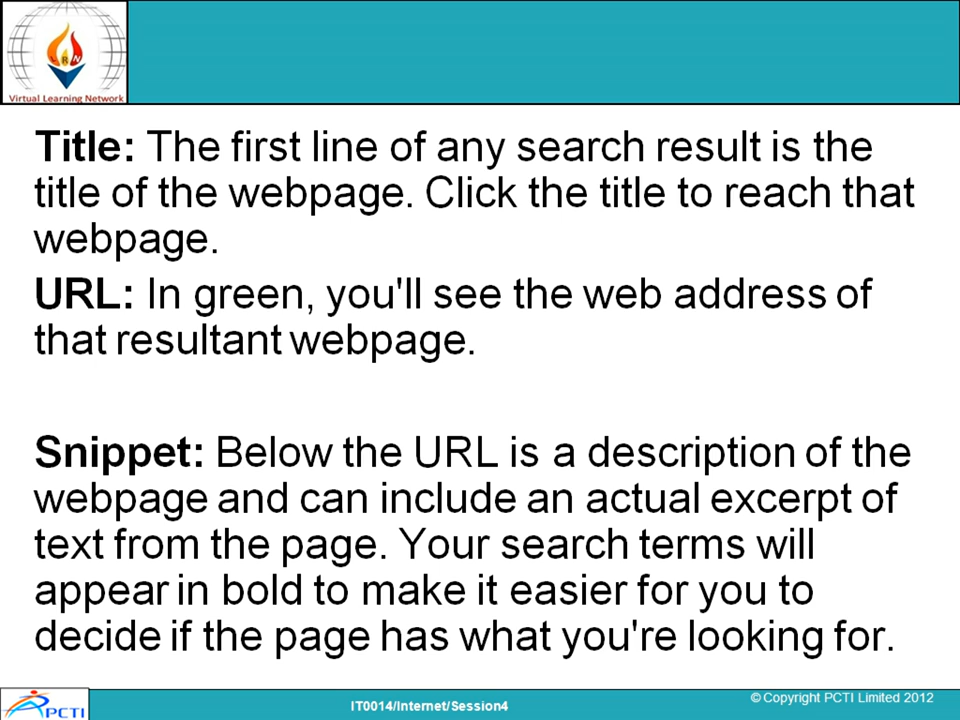 RN
Virtual Learning Network
Title: The first line of any search result is the
title of the webpage. Click the title to reach that
webpage.
URL: In green, you'll see the web address of
that resultant webpage.
Snippet: Below the URL is a description of the
webpage and can include an actual excerpt of
text from the page. Your search terms will
appear in bold to make it easier for you to
decide if the page has what you're looking for.
PCTI
IT0014/Internet/Session4
© Copyright PCTI Limited 2012